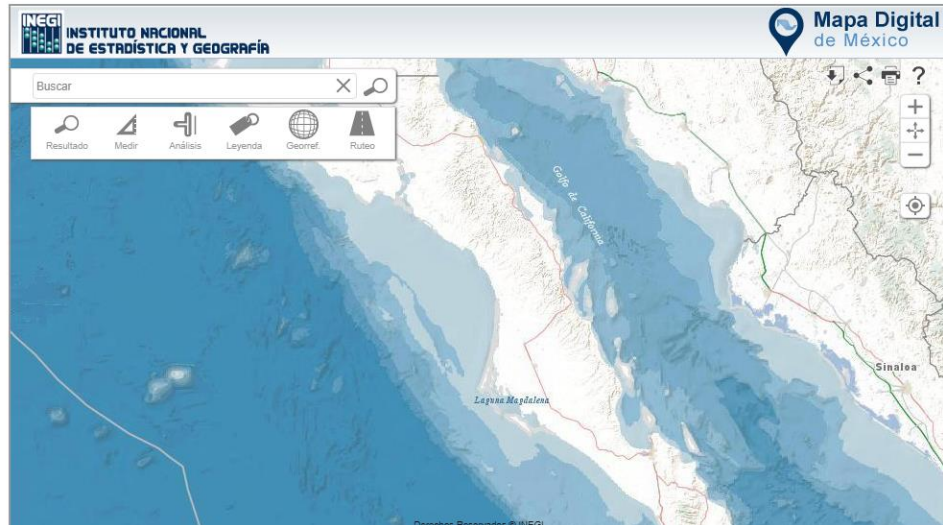 INEGI
INSTITUTO NACIONAL
DE ESTADÍSTICA Y GEOGRAFÍA
Mapa Digital
de México
Buscar
Resultado Medir Análisis Leyenda Georref. Ruteo
Golfo de California
Sinaloa
Laguna Magdalena
Derechos Reservados © INEGI